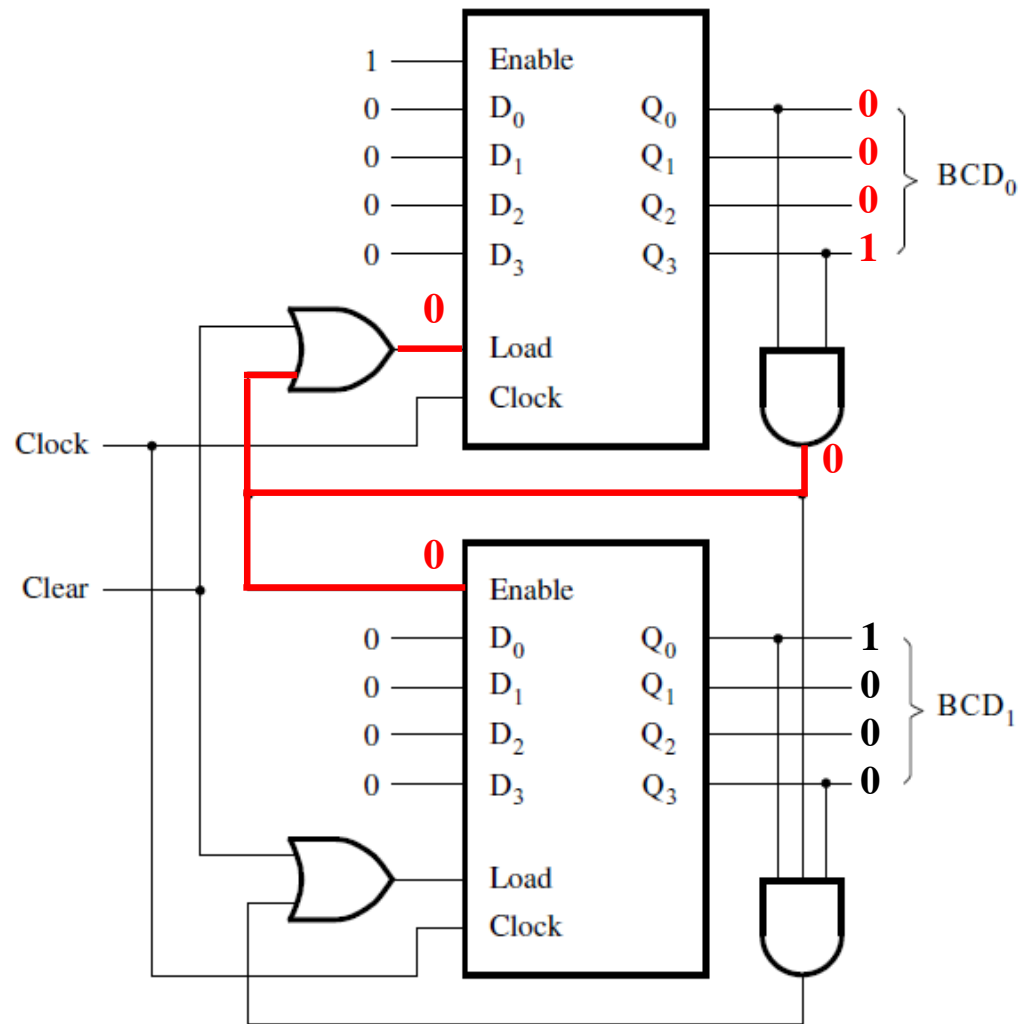 1 Enable
0 D0 Q0 0
0 D1 Q1 0
0 D2 Q2 0
0 D3 Q3 1
BCD0
0
Load
Clock
Clock
0
0
Clear
Enable
0 D0 Q0 1
0 D1 Q1 0
0 D2 Q2 0
0 D3 Q3 0
BCD1
Load
Clock